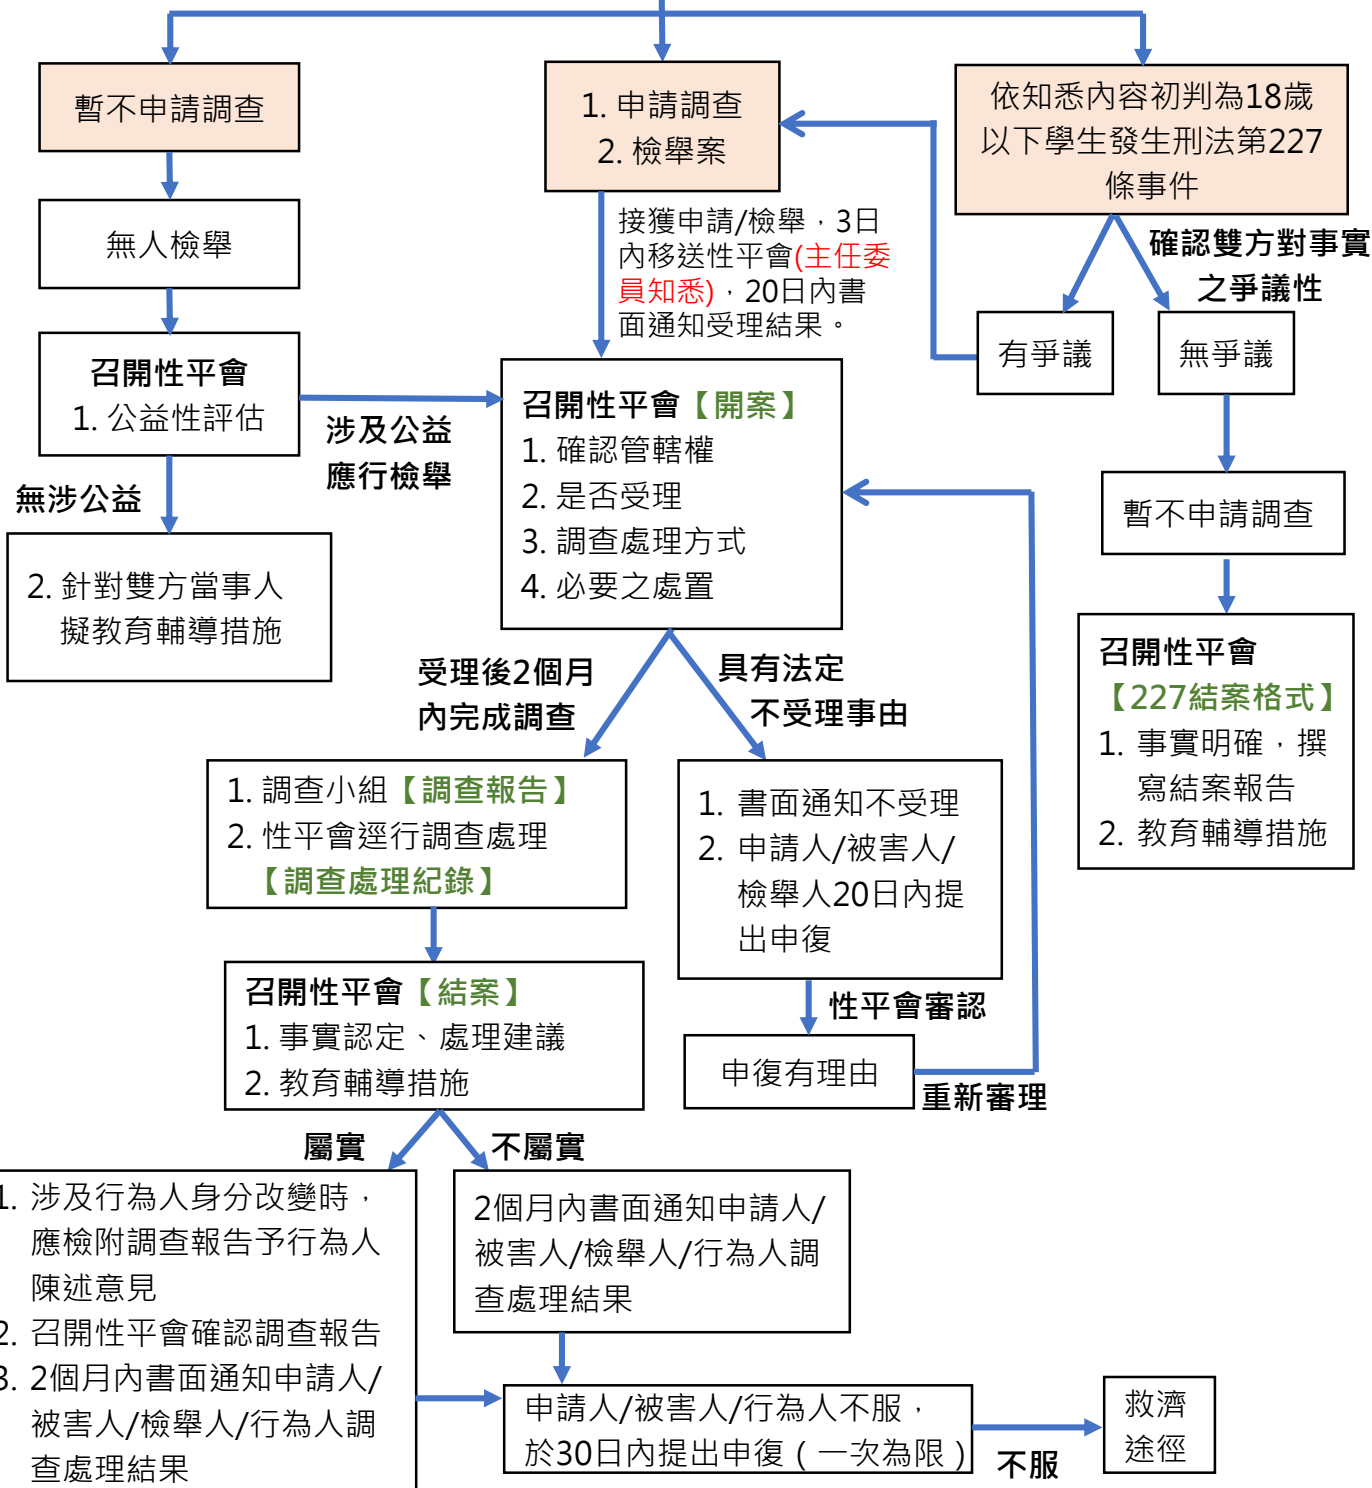 暫不申請調查
1. 申請調查
2. 檢舉案
依知悉內容初判為18歲
以下學生發生刑法第227
條事件
無人檢舉
接獲申請/檢舉，3日
內移送性平會(主任委
員知悉)，20日內書
面通知受理結果。
確認雙方對事實
之爭議性
有爭議
無爭議
召開性平會
1. 公益性評估
涉及公益
應行檢舉
無涉公益
2. 針對雙方當事人
擬教育輔導措施
召開性平會【開案】
1. 確認管轄權
2. 是否受理
3. 調查處理方式
4. 必要之處置
暫不申請調查
召開性平會
【227結案格式】
1. 事實明確，撰
寫結案報告
2. 教育輔導措施
受理後2個月
內完成調查
具有法定
不受理事由
1. 調查小組【調查報告】
2. 性平會逕行調查處理
【調查處理紀錄】
1. 書面通知不受理
2. 申請人/被害人/
檢舉人20日內提
出申復
性平會審認
申復有理由
重新審理
召開性平會【結案】
1. 事實認定、處理建議
2. 教育輔導措施
屬實
不屬實
1. 涉及行為人身分改變時，
應檢附調查報告予行為人
陳述意見
2. 召開性平會確認調查報告
3. 2個月內書面通知申請人/
被害人/檢舉人/行為人調
查處理結果
2個月內書面通知申請人/
被害人/檢舉人/行為人調
查處理結果
申請人/被害人/行為人不服，
於30日內提出申復（一次為限）
不服
救濟
途徑